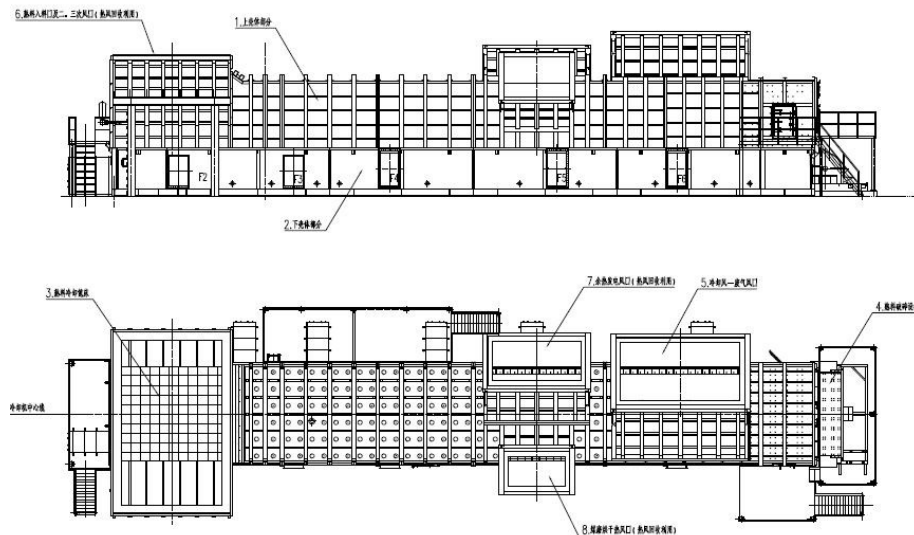 6.熟料入料口及二、三次风口(热风回收利用)
1.上壳体部分
F2
F3
F4
F5
F6
2.下壳体部分
7.余热发电风口(热风回收利用)
5.冷却风—废气风口
3.熟料冷却篦床
4.熟料破碎设
冷却机中心线
8.煤磨烘干热风口(热风回收利用)